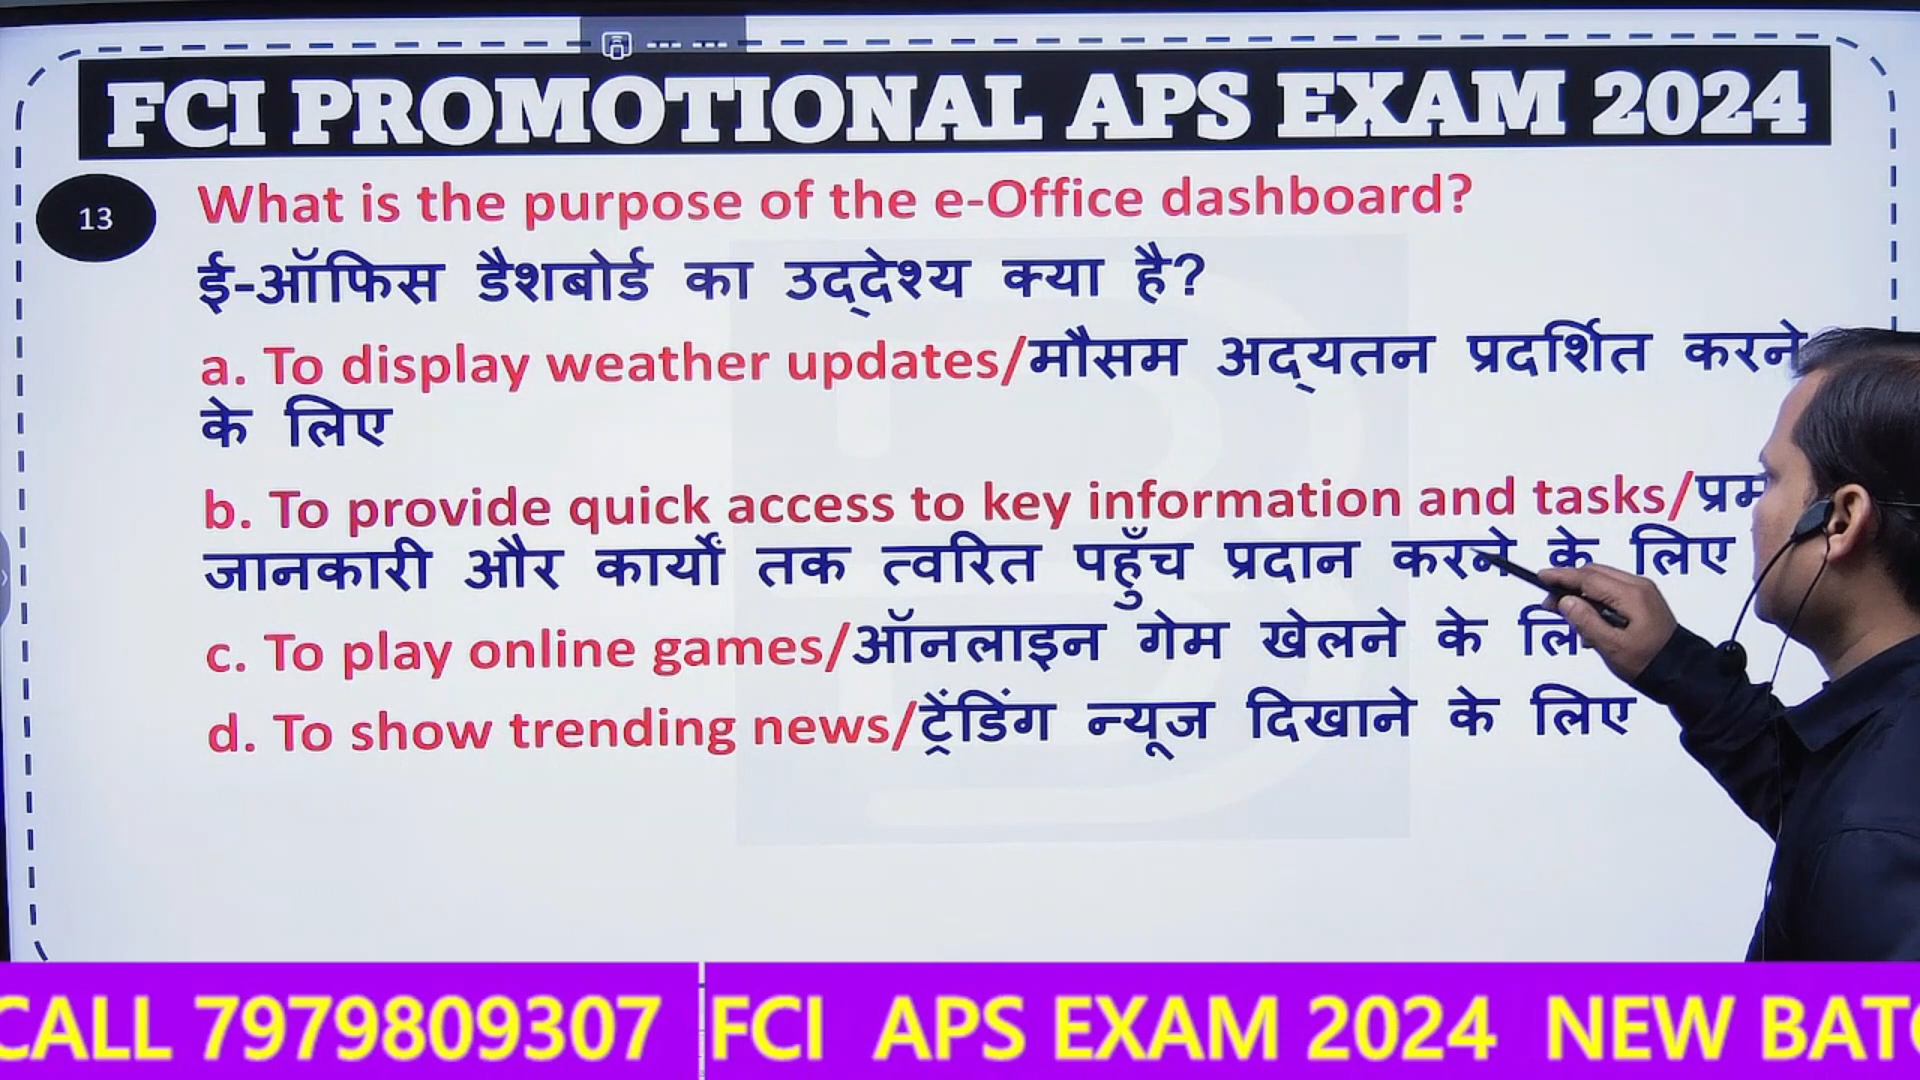 FCI PROMOTIONAL APS EXAM 2024
13
What is the purpose of the e-Office dashboard?
ई-ऑफिस डैशबोर्ड का उद्देश्य क्या है?
a. To display weather updates/मौसम अद्यतन प्रदर्शित करने
के लिए
b. To provide quick access to key information and tasks/
जानकारी और कार्यों तक त्वरित पहुँच प्रदान करने के लिए
c. To play online games/ऑनलाइन गेम खेलने के
d. To show trending news/ट्रेंडिंग न्यूज दिखाने के लिए
CALL 7979809307 FCI APS EXAM 2024 NEW